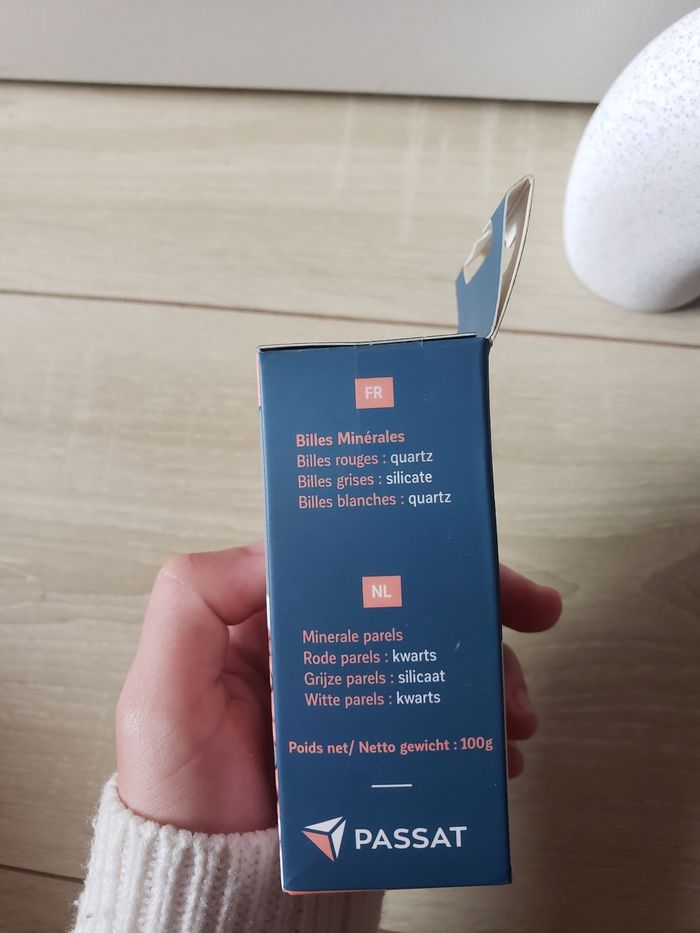 FR
Billes Minérales
Billes rouges : quartz
Billes grises : silicate
Billes blanches : quartz
NL
Minerale parels
Rode parels : kwarts
Grijze parels : silicaat
Witte parels : kwarts
Poids net/ Netto gewicht : 100g
PASSAT